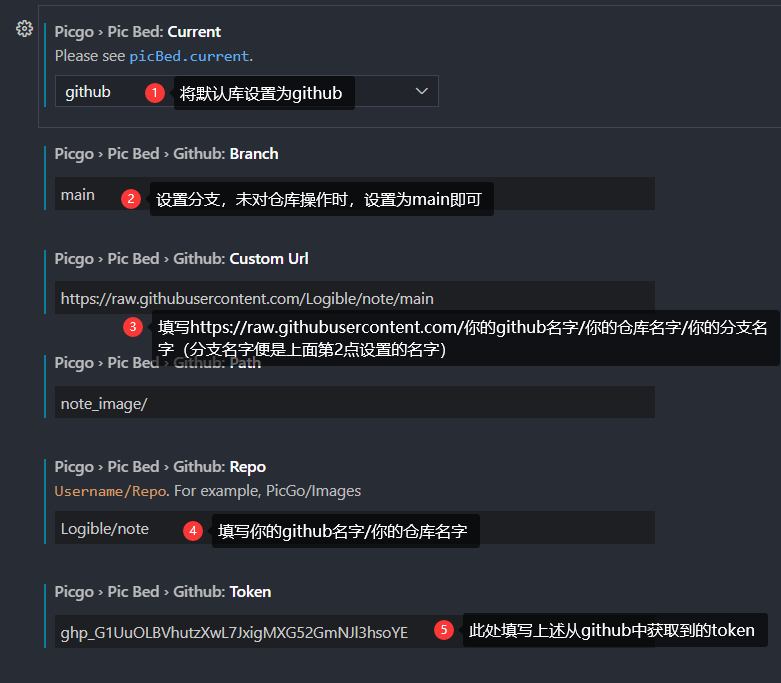 Picgo › Pic Bed: Current
Please see picBed.current.
github
1 将默认库设置为github
Picgo › Pic Bed › Github: Branch
main
2 设置分支，未对仓库操作时，设置为main即可
Picgo › Pic Bed › Github: Custom Url
https://raw.githubusercontent.com/Logible/note/main
3 填写https://raw.githubusercontent.com/你的github名字/你的仓库名字/你的分支名
字（分支名字便是上面第2点设置的名字）
Picgo › Pic Bed › Github: Path
note_image/
Picgo › Pic Bed › Github: Repo
Username/Repo. For example, PicGo/Images
Logible/note
4 填写你的github名字/你的仓库名字
Picgo › Pic Bed › Github: Token
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
5 此处填写上述从github中获取到的token